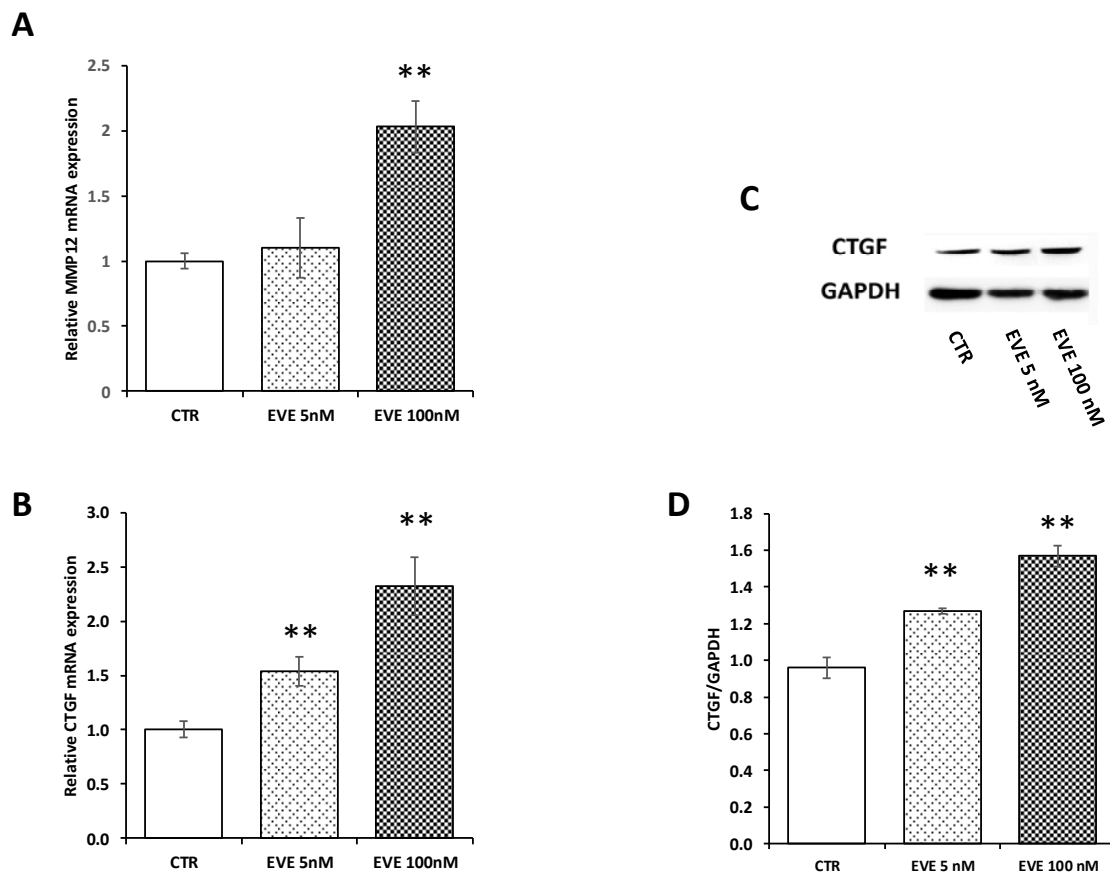 A
Relative MMP12 mRNA expression
2.5
2
1.5
1
0.5
0
**
CTR
EVE 5nM
EVE 100nM
C
CTGF
GAPDH
CTR
EVE 5 nM
EVE 100 nM
B
Relative CTGF mRNA expression
3.0
2.5
2.0
1.5
1.0
0.5
0.0
**
**
CTR
EVE 5nM
EVE 100nM
D
CTGF/GAPDH
1.8
1.6
1.4
1.2
1.0
0.8
0.6
0.4
0.2
0.0
**
**
CTR
EVE 5 nM
EVE 100 nM